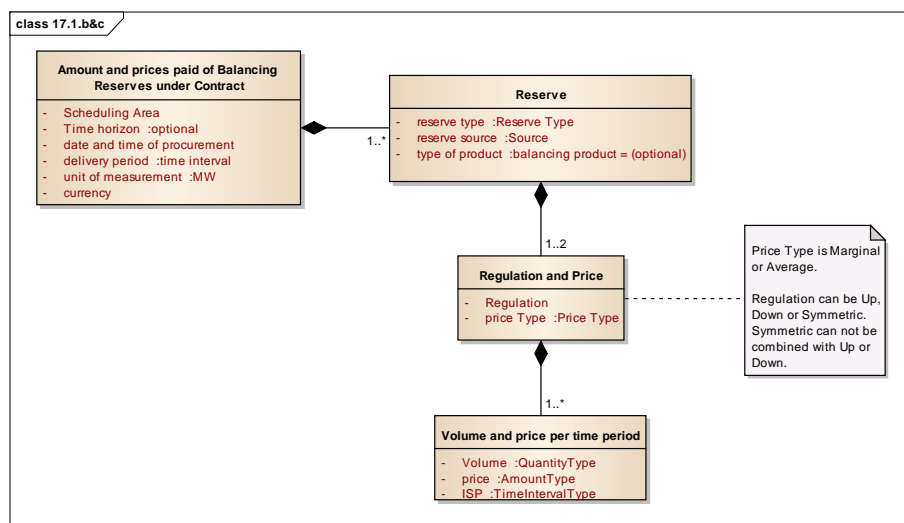 class 17.1.b&c
Amount and prices paid of Balancing
Reserves under Contract
- Scheduling Area
- Time horizon :optional
- date and time of procurement
- delivery period :time interval
- unit of measurement :MW
- currency
1..*
Reserve
- reserve type :Reserve Type
- reserve source :Source
- type of product :balancing product = (optional)
1..2
Regulation and Price
- Regulation
- price Type :Price Type
Price Type is Marginal
or Average.
Regulation can be Up,
Down or Symmetric.
Symmetric can not be
combined with Up or
Down.
1..*
Volume and price per time period
- Volume :QuantityType
- price :AmountType
- ISP :TimeIntervalType